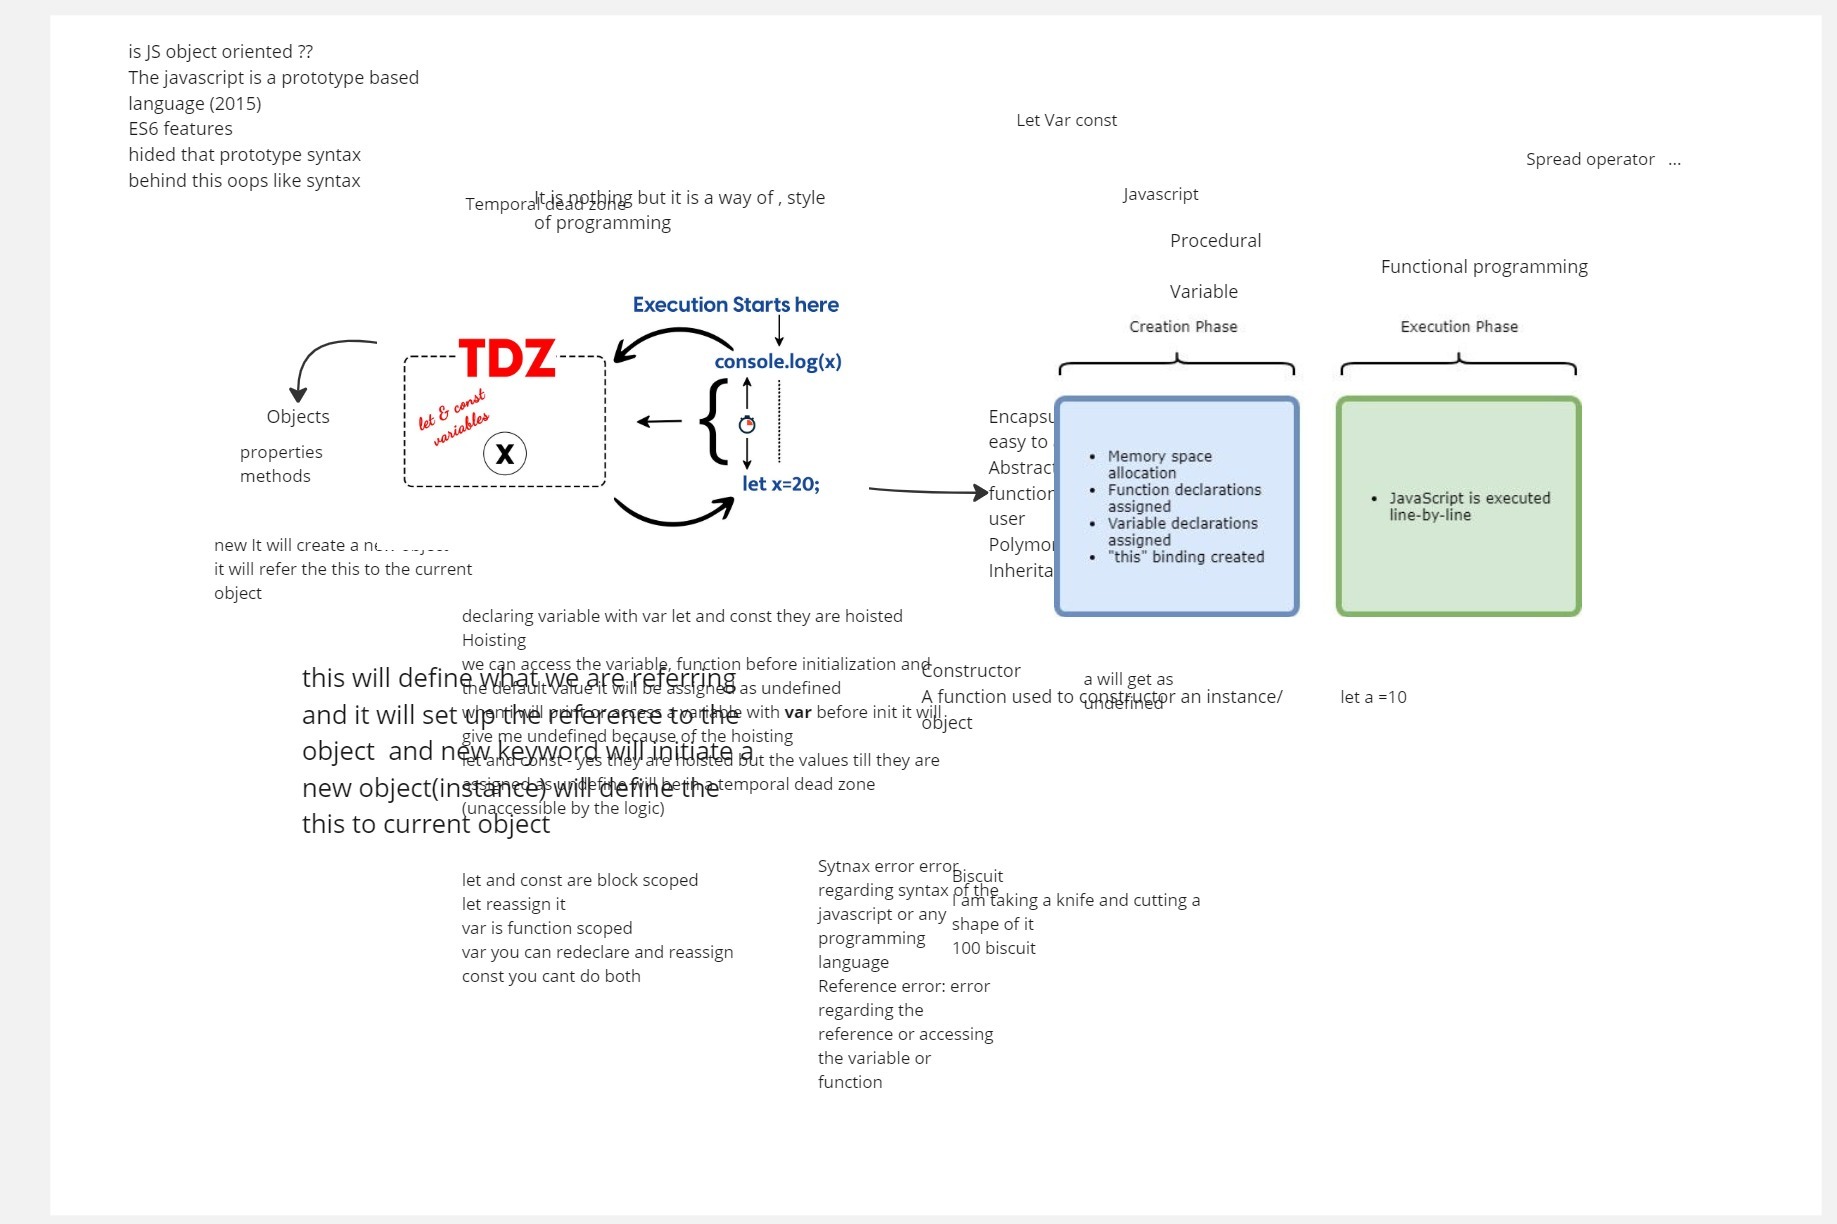 is JS object oriented ??
The javascript is a prototype based
language (2015)
ES6 features
hided that prototype syntax
behind this oops like syntax
Let Var const
Spread operator ...
Temporal dead zone
It is nothing but it is a way of , style
of programming
Javascript
Procedural
Variable
Functional programming
Execution Starts here
console.log(x)
let x=20;
TDZ
let & const
variables
X
Objects
properties
methods
Creation Phase
Execution Phase
easy to
user
Memory space
allocation
Function declarations
assigned
Variable declarations
assigned
"this" binding created
JavaScript is executed
line-by-line
new It will create a new object
it will refer the this to the current
object
declaring variable with var let and const they are hoisted
Hoisting
we can access the variable, function before initialization and
the default value it will be assigned as undefined
when i will print or access a variable with var before init it will
give me undefined because of the hoisting
let and const - yes they are hoisted but the values till they are
assigned as undefine will be in a temporal dead zone
(unaccessible by the logic)
this will define what we are referring
and it will set up the reference to the
object and new keyword will initiate a
new object(instance) will define the
this to current object
Constructor
A function used to constructor an instance/
object
a will get as
undefined
let a =10
let and const are block scoped
let reassign it
var is function scoped
var you can redeclare and reassign
const you cant do both
Sytnax error error
regarding syntax of the
javascript or any
programming
language
Reference error: error
regarding the
reference or accessing
the variable or
function
Biscuit
I am taking a knife and cutting a
shape of it
100 biscuit